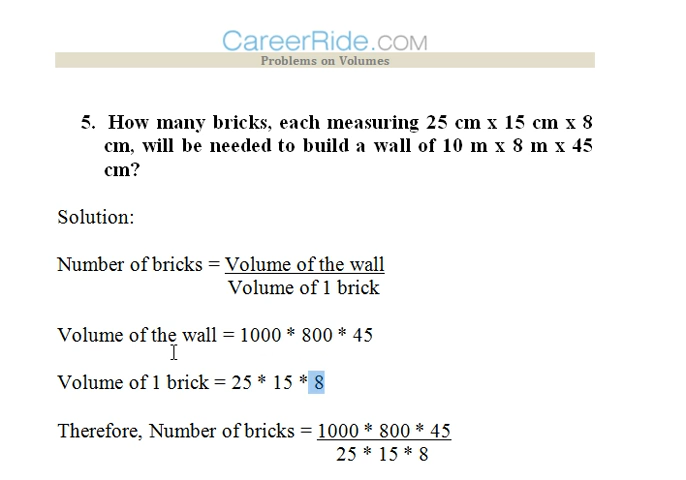 CareerRide.COM
Problems on Volumes
5. How many bricks, each measuring 25 cm x 15 cm x 8
cm, will be needed to build a wall of 10 m x 8 m x 45
cm?
Solution:
Number of bricks = Volume of the wall
Volume of 1 brick
Volume of the wall = 1000 * 800 * 45
Volume of 1 brick = 25 * 15 * 8
Therefore, Number of bricks = 1000 * 800 * 45
25 * 15 * 8